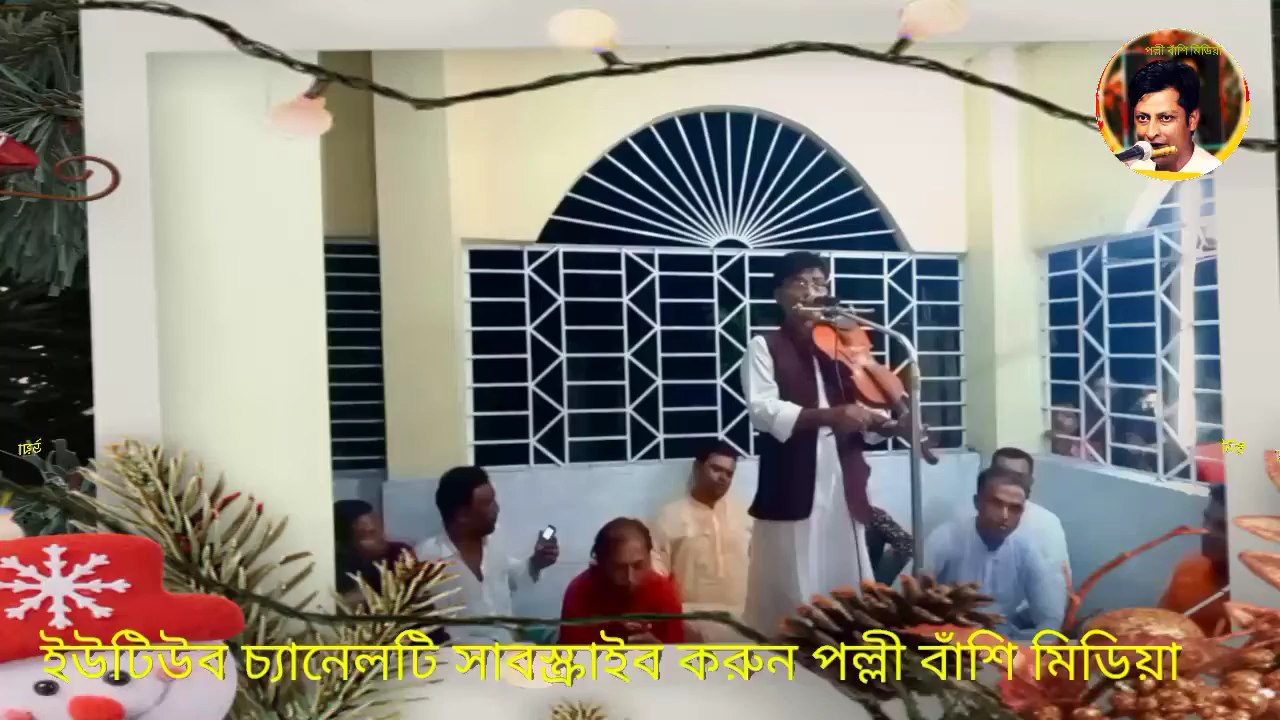 পল্লী বাঁশি মিডিয়া
ইউটিউব চ্যানেলটি সাবস্ক্রাইব করুন পল্লী বাঁশি মিডিয়া